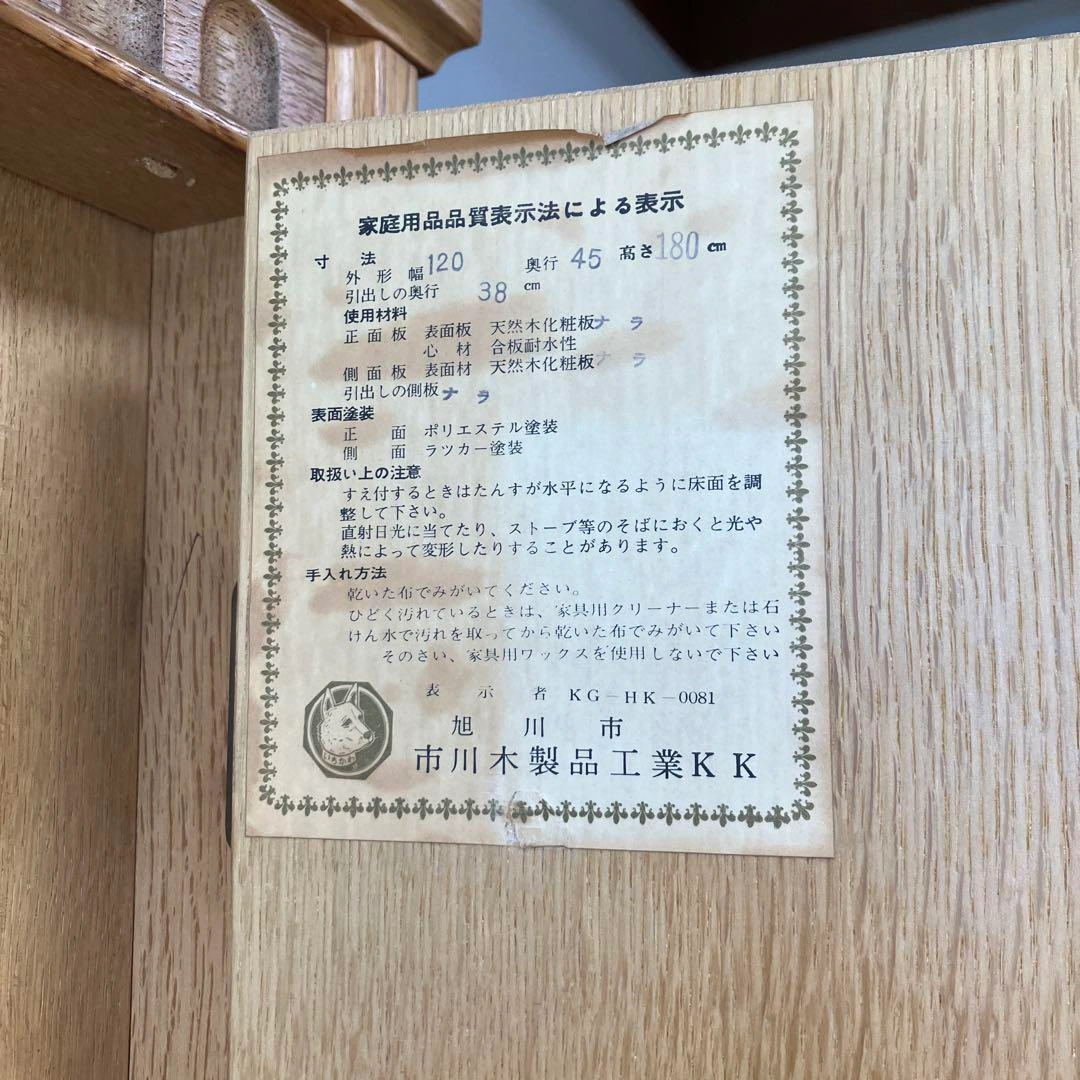 家庭用品品質表示法による表示
寸法
外形 幅 120 奥行 45 高さ 180 cm
引出しの奥行 38 cm
使用材料
正面板 表面板 天然木化粧板 ナラ
心材 合板耐水性
側面板 表面材 天然木化粧板 ナラ
引出しの側板 ナラ
表面塗装
正面 ポリエステル塗装
側面 ラツカー塗装
取扱い上の注意
すえ付するときはたんすが水平になるように床面を調
整して下さい。
直射日光に当てたり、ストーブ等のそばにおくと光や
熱によって変形したりすることがあります。
手入れ方法
乾いた布でみがいてください。
ひどく汚れているときは、家具用クリーナーまたは石
けん水で汚れを取ってから乾いた布でみがいて下さい
そのさい、家具用ワックスを使用しないで下さい
表示者 KG-HK-0081
旭川市
市川木製品工業KK
いちかわ